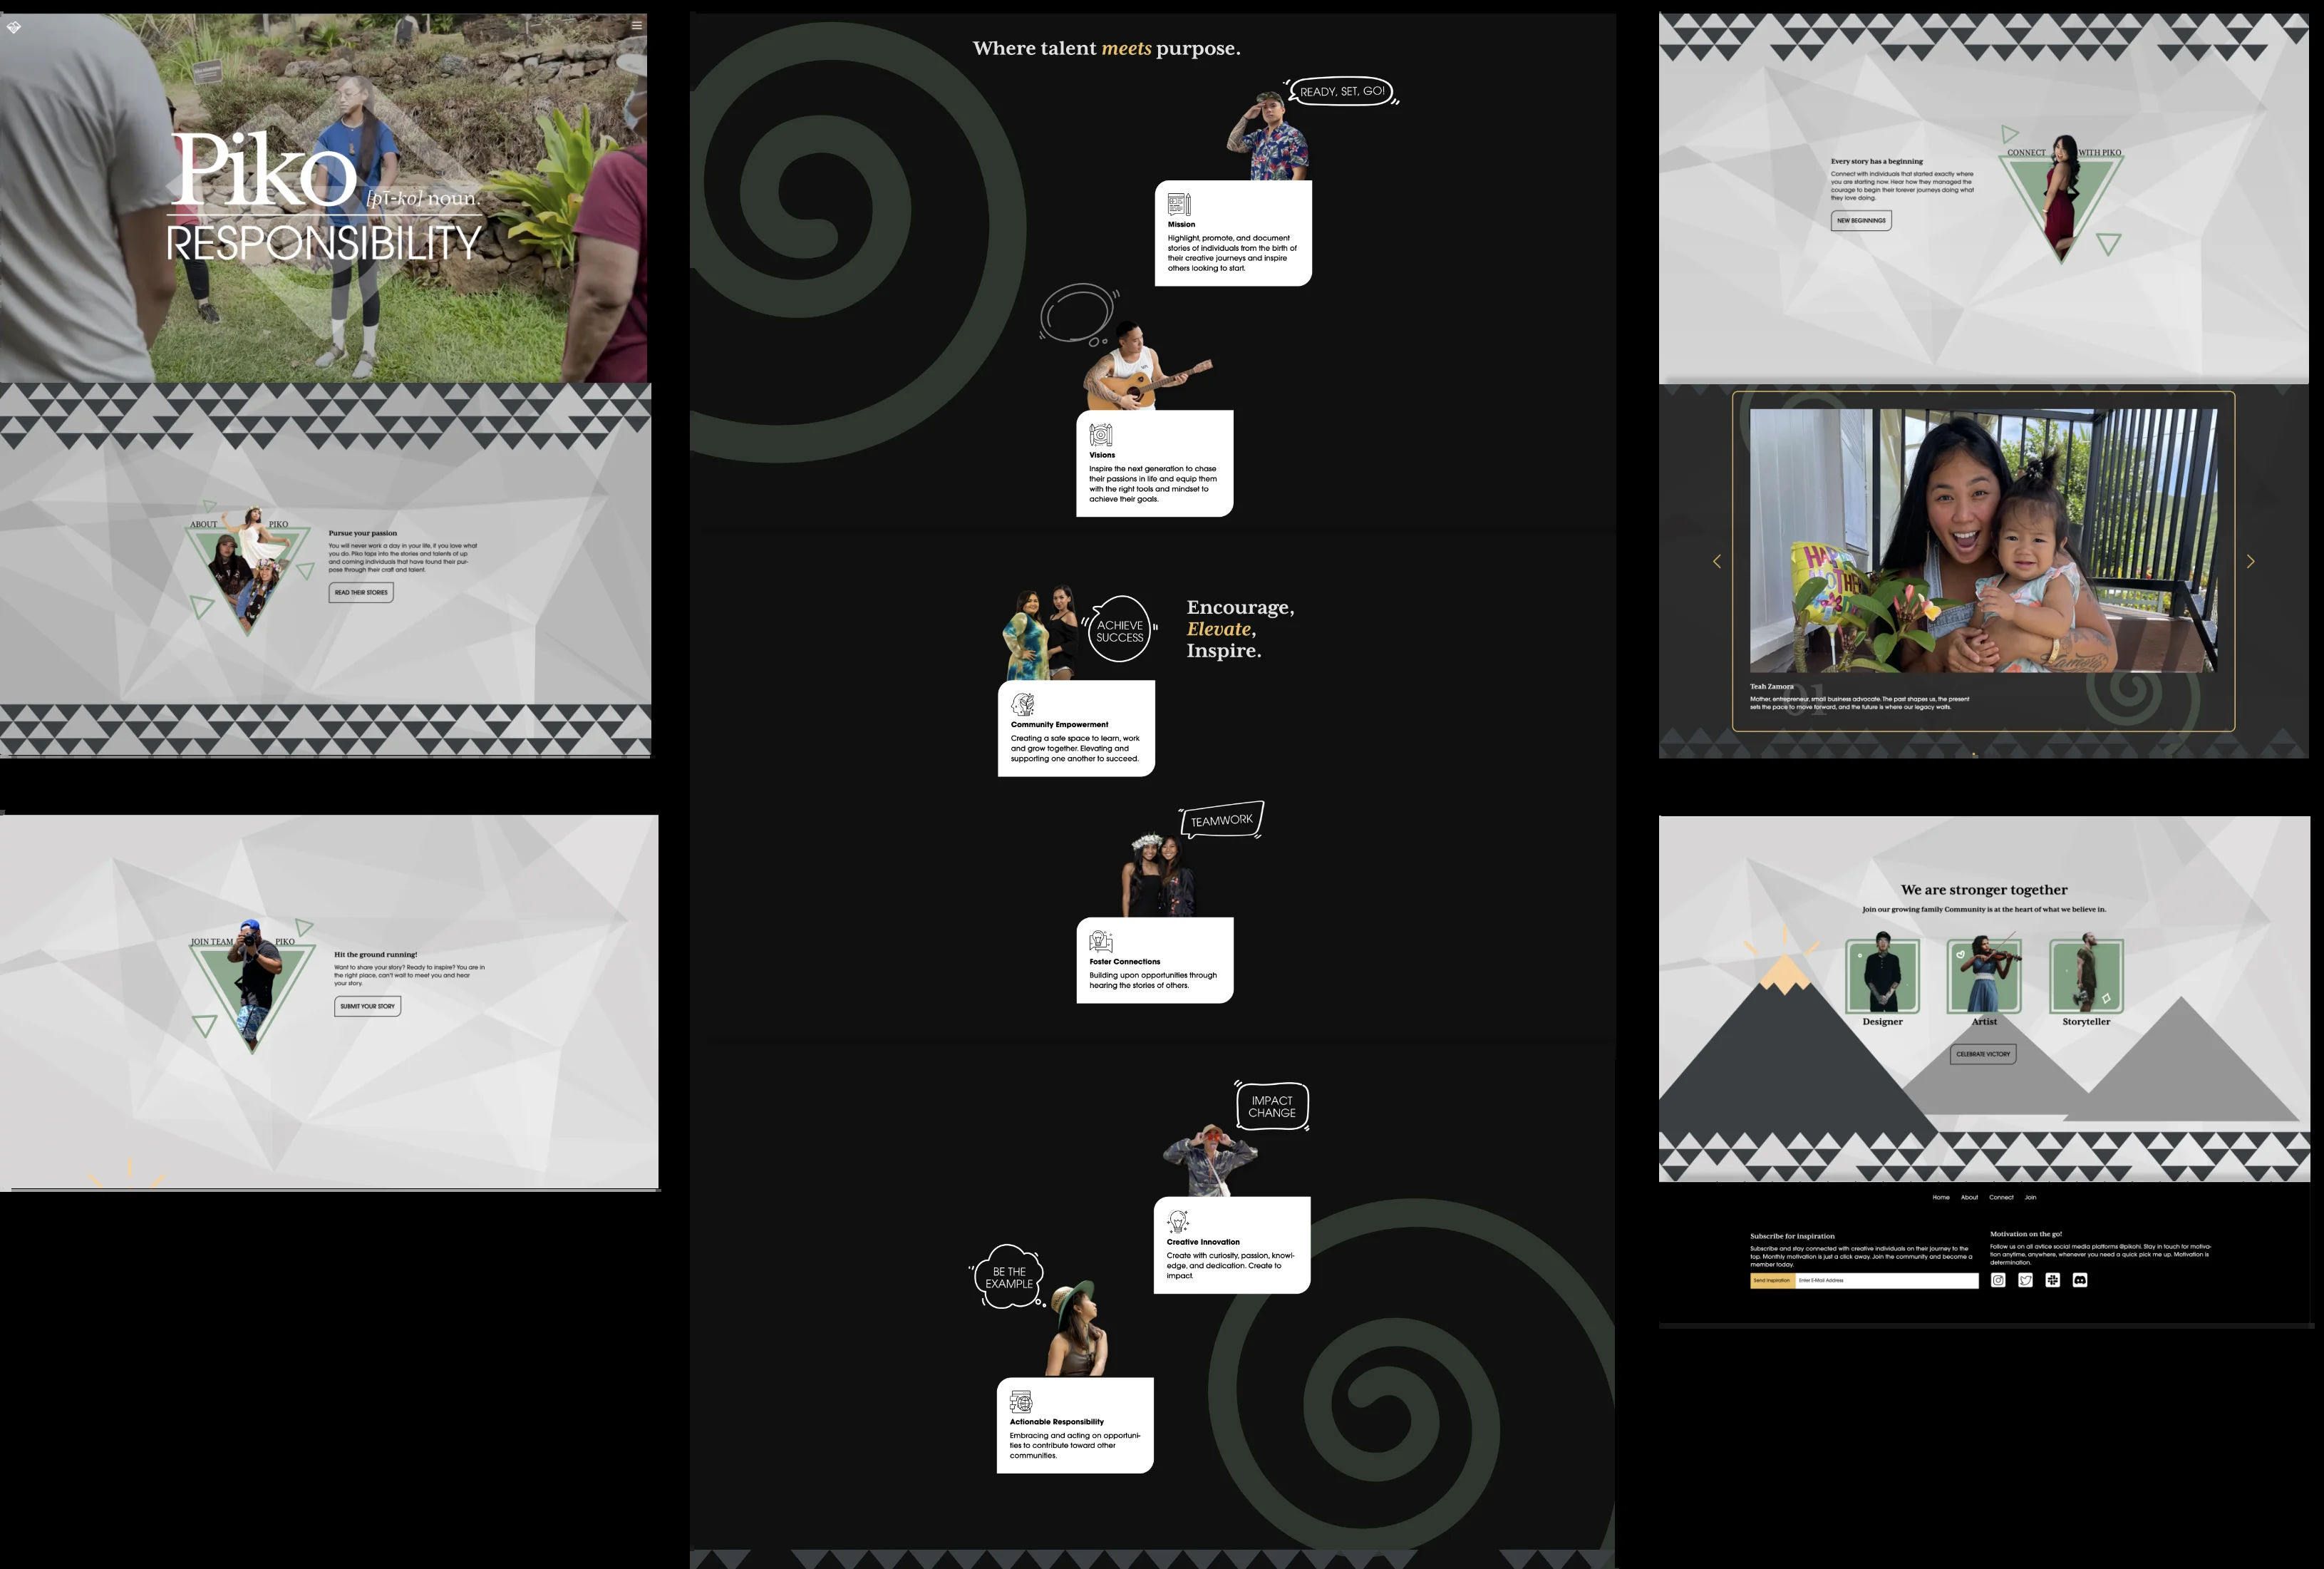 Piko
[pī-ko] noun.
RESPONSIBILITY
ABOUT PIKO
Pursue your passion
You will never work a day in your life, if you love what
you do. Piko taps into the stories and talents of up
and coming individuals that have found their pur-
pose through their craft and talent.
READ THEIR STORIES
JOIN TEAM PIKO
Hit the ground running!
Want to share your story? Ready to inspire? You are in
the right place, can't wait to meet you and hear
your story.
SUBMIT YOUR STORY
Where talent meets purpose.
READY, SET, GO!
Mission
Highlight, promote, and document
stories of individuals from the birth of
their creative journeys and inspire
others looking to start.
Visions
Inspire the next generation to chase
their passions in life and equip them
with the right tools and mindset to
achieve their goals.
ACHIEVE
SUCCESS
Encourage,
Elevate,
Inspire.
Community Empowerment
Creating a safe space to learn, work
and grow together. Elevating and
supporting one another to succeed.
TEAMWORK
Foster Connections
Building upon opportunities through
hearing the stories of others.
IMPACT
CHANGE
Creative Innovation
Create with curiosity, passion, knowl-
edge, and dedication. Create to
impact.
BE THE
EXAMPLE
Actionable Responsibility
Embracing and acting on opportuni-
ties to contribute toward other
communities.
CONNECT WITH PIKO
Every story has a beginning
Connect with individuals that started exactly where
you are starting now. Hear how they managed the
courage to begin their forever journeys doing what
they love doing.
NEW BEGINNINGS
Teah Zamora
01
Mother, entrepreneur, small business advocate. The past shapes us, the present
sets the pace to move forward, and the future is where our legacy waits.
We are stronger together
Join our growing family Community is at the heart of what we believe in.
Designer
Artist
Storyteller
CELEBRATE VICTORY
Home About Connect Join
Subscribe for inspiration
Subscribe and stay connected with creative individuals on their journey to the
top. Monthly motivation is just a click away. Join the community and become a
member today.
Send Inspiration Enter E-Mail Address
Motivation on the go!
Follow us on all avtice social media platforms @pikohi. Stay in touch for motiva-
tion anytime, anywhere, whenever you need a quick pick me up. Motivation is
determination.